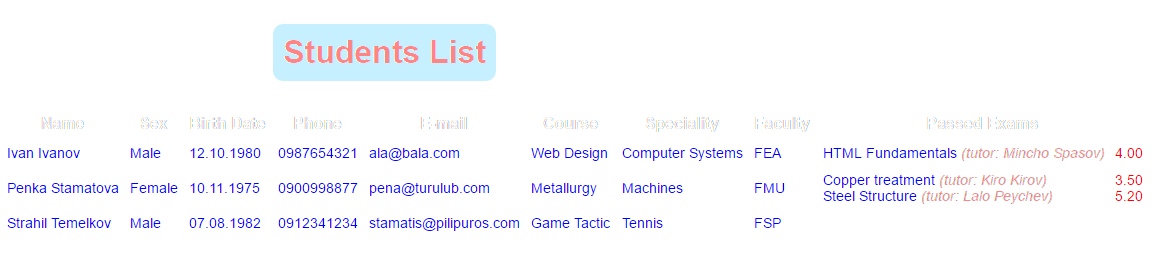 Students List
Name Sex Birth Date Phone E-mail Course Speciality Faculty Passed Exams
Ivan Ivanov Male 12.10.1980 0987654321 ala@bala.com Web Design Computer Systems FEA HTML Fundamentals (tutor: Mincho Spasov) 4.00
Copper treatment (tutor: Kiro Kirov) 3.50
Penka Stamatova Female 10.11.1975 0900998877 pena@turulub.com Metallurgy Machines FMU
Steel Structure (tutor: Lalo Peychev) 5.20
Strahil Temelkov Male 07.08.1982 0912341234 stamatis@pilipuros.com Game Tactic Tennis FSP